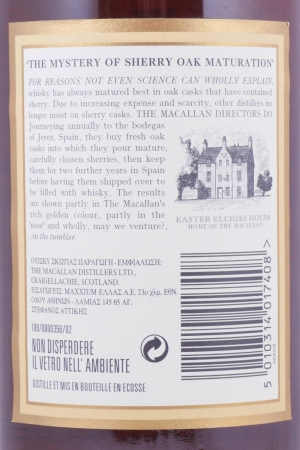 'THE MYSTERY OF SHERRY OAK MATURATION'
FOR REASONS NOT EVEN SCIENCE CAN WHOLLY EXPLAIN,
whisky has always matured best in oak casks that have contained
sherry. Due to increasing expense and scarcity, other distillers no
longer insist on sherry casks. THE MACALLAN DIRECTORS DO.
Journeying annually to the bodegas
of Jerez, Spain, they buy fresh oak
casks into which they pour mature,
carefully chosen sherries, then keep
them for two further years in Spain
before having them shipped over to
be filled with whisky. The results
are shown partly in The Macallan's
rich golden colour, partly in the
'nose' and wholly, may we venture?,
..in the tumbler.
EASTER ELCHIES HOUSE
'HOME OF THE MACALLAN'
ΟΥΙΣΚΥ ΣΚΩΤΙΑΣ ΠΑΡΑΓΩΓΗ - ΕΜΦΙΑΛΩΣΗ:
THE MACALLAN DISTILLERS LTD.,
CRAIGELLACHIE, SCOTLAND.
ΕΙΣΑΓΩΓΕΙΣ: MAXXIUM ΕΛΛΑΣ Α.Ε. 23ο χλμ. ΕΘΝ.
ΟΔΟΥ ΑΘΗΝΩΝ - ΛΑΜΙΑΣ 145 65 ΑΓ.
ΣΤΕΦΑΝΟΣ ΑΤΤΙΚΗΣ
100/0000356/02
NON DISPERDERE
IL VETRO NELL' AMBIENTE
DISTILLE ET MIS EN BOUTEILLE EN ECOSSE
5 010314 017408 >